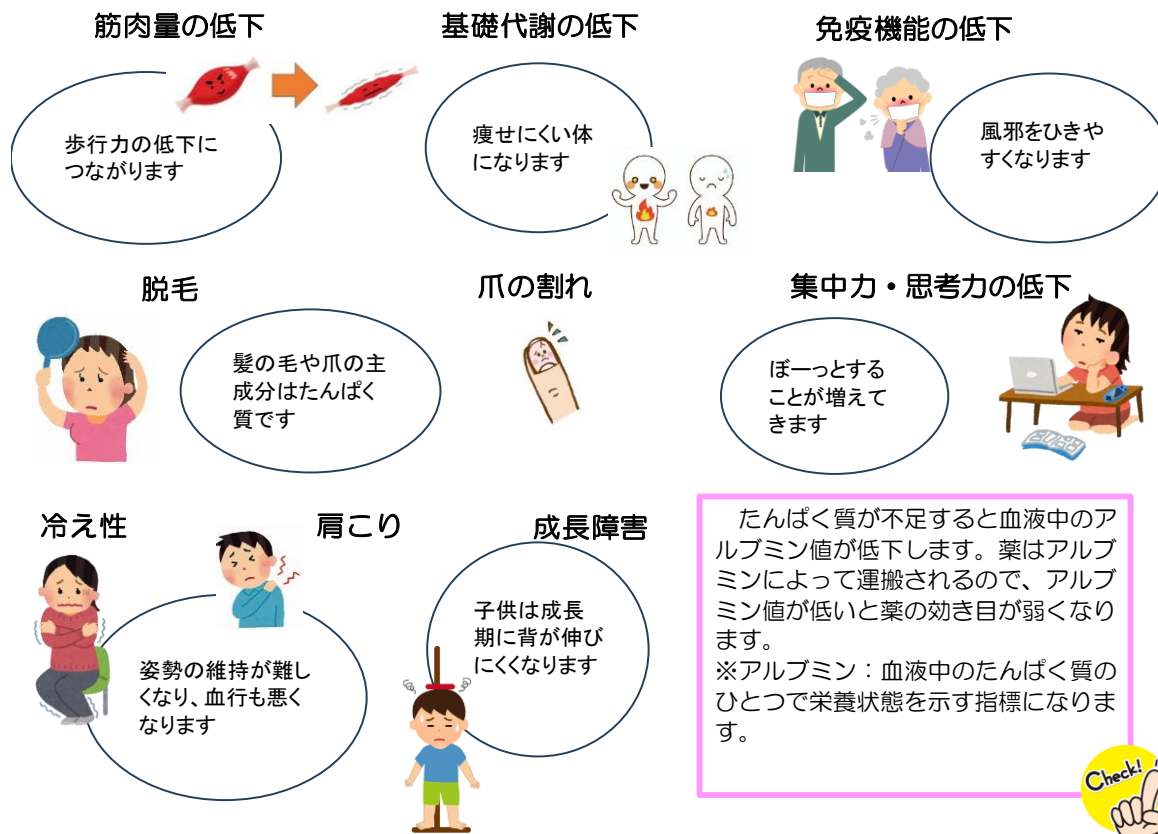 筋肉量の低下
歩行力の低下に
つながります
基礎代謝の低下
痩せにくい体
になります
免疫機能の低下
風邪をひきや
すくなります
脱毛
髪の毛や爪の主
成分はたんぱく
質です
爪の割れ
集中力・思考力の低下
ぼーっとする
ことが増えて
きます
冷え性
肩こり
姿勢の維持が難し
くなり、血行も悪く
なります
成長障害
子供は成長
期に背が伸び
にくくなります
たんぱく質が不足すると血液中のア
ルブミン値が低下します。薬はアルブ
ミンによって運搬されるので、アルブ
ミン値が低いと薬の効き目が弱くなり
ます。
※アルブミン：血液中のたんぱく質の
ひとつで栄養状態を示す指標になりま
す。
Check!